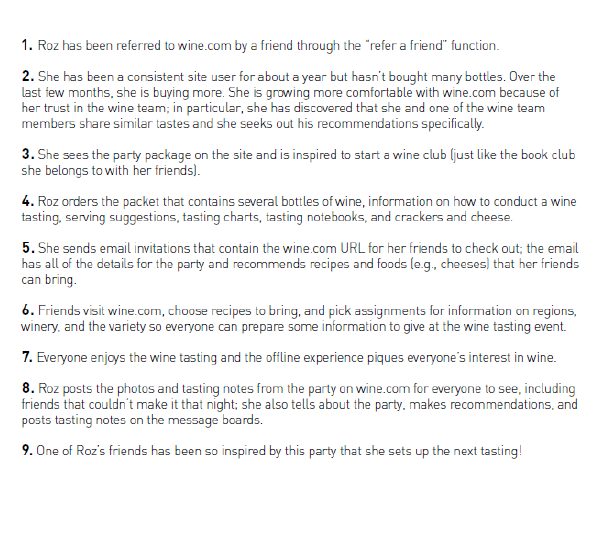 1. Roz has been referred to wine.com by a friend through the "refer a friend" function.
2. She has been a consistent site user for about a year but hasn't bought many bottles. Over the
last few months, she is buying more. She is growing more comfortable with wine.com because of
her trust in the wine team; in particular, she has discovered that she and one of the wine team
members share similar tastes and she seeks out his recommendations specifically.
3. She sees the party package on the site and is inspired to start a wine club (just like the book club
she belongs to with her friends).
4. Roz orders the packet that contains several bottles of wine, information on how to conduct a wine
tasting, serving suggestions, tasting charts, tasting notebooks, and crackers and cheese.
5. She sends email invitations that contain the wine.com URL for her friends to check out; the email
has all of the details for the party and recommends recipes and foods (e.g., cheeses) that her friends
can bring.
6. Friends visit wine.com, choose recipes to bring, and pick assignments for information on regions,
winery, and the variety so everyone can prepare some information to give at the wine tasting event.
7. Everyone enjoys the wine tasting and the offline experience piques everyone's interest in wine.
8. Roz posts the photos and tasting notes from the party on wine.com for everyone to see, including
friends that couldn't make it that night; she also tells about the party, makes recommendations, and
posts tasting notes on the message boards.
9. One of Roz's friends has been so inspired by this party that she sets up the next tasting!